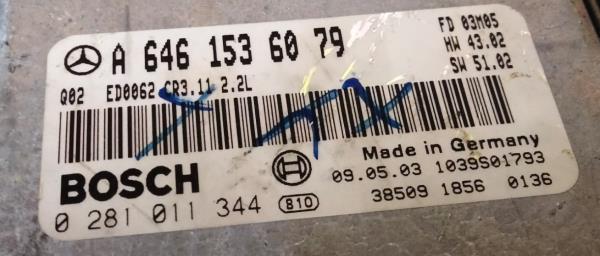 A 646 153 60 79
FD 03M05
HW 43.02
SW 51.02
Q02 ED0062 CR3.11 2.2L
BOSCH
Made in Germany
09.05.03 1039S01793
0 281 011 344 B10
38509 1856 0136